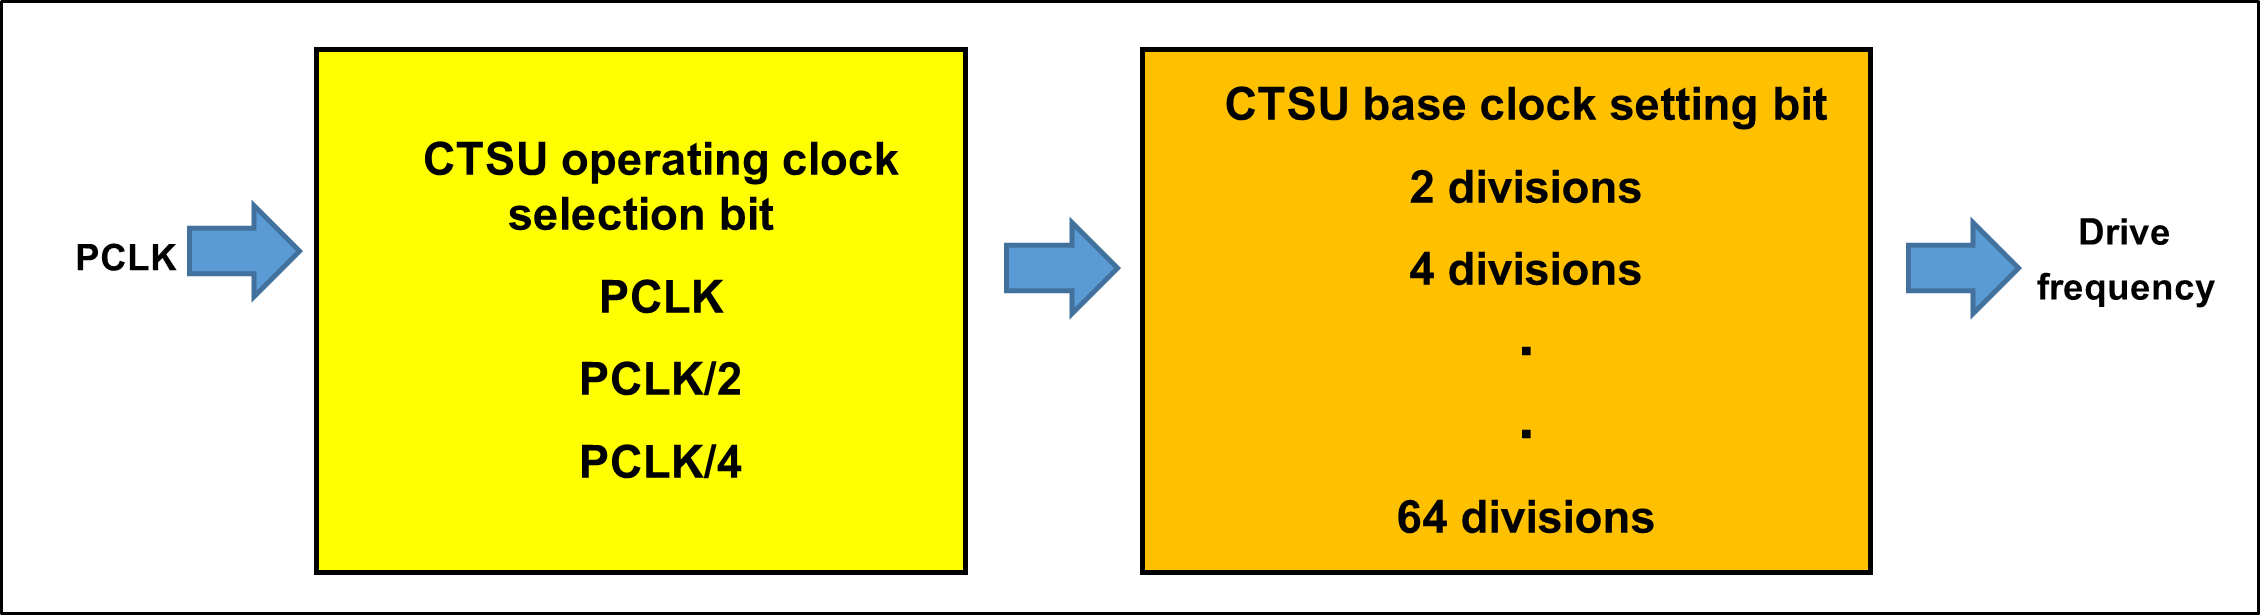 PCLK
CTSU operating clock
selection bit
PCLK
PCLK/2
PCLK/4
CTSU base clock setting bit
2 divisions
4 divisions
.
.
64 divisions
Drive
frequency